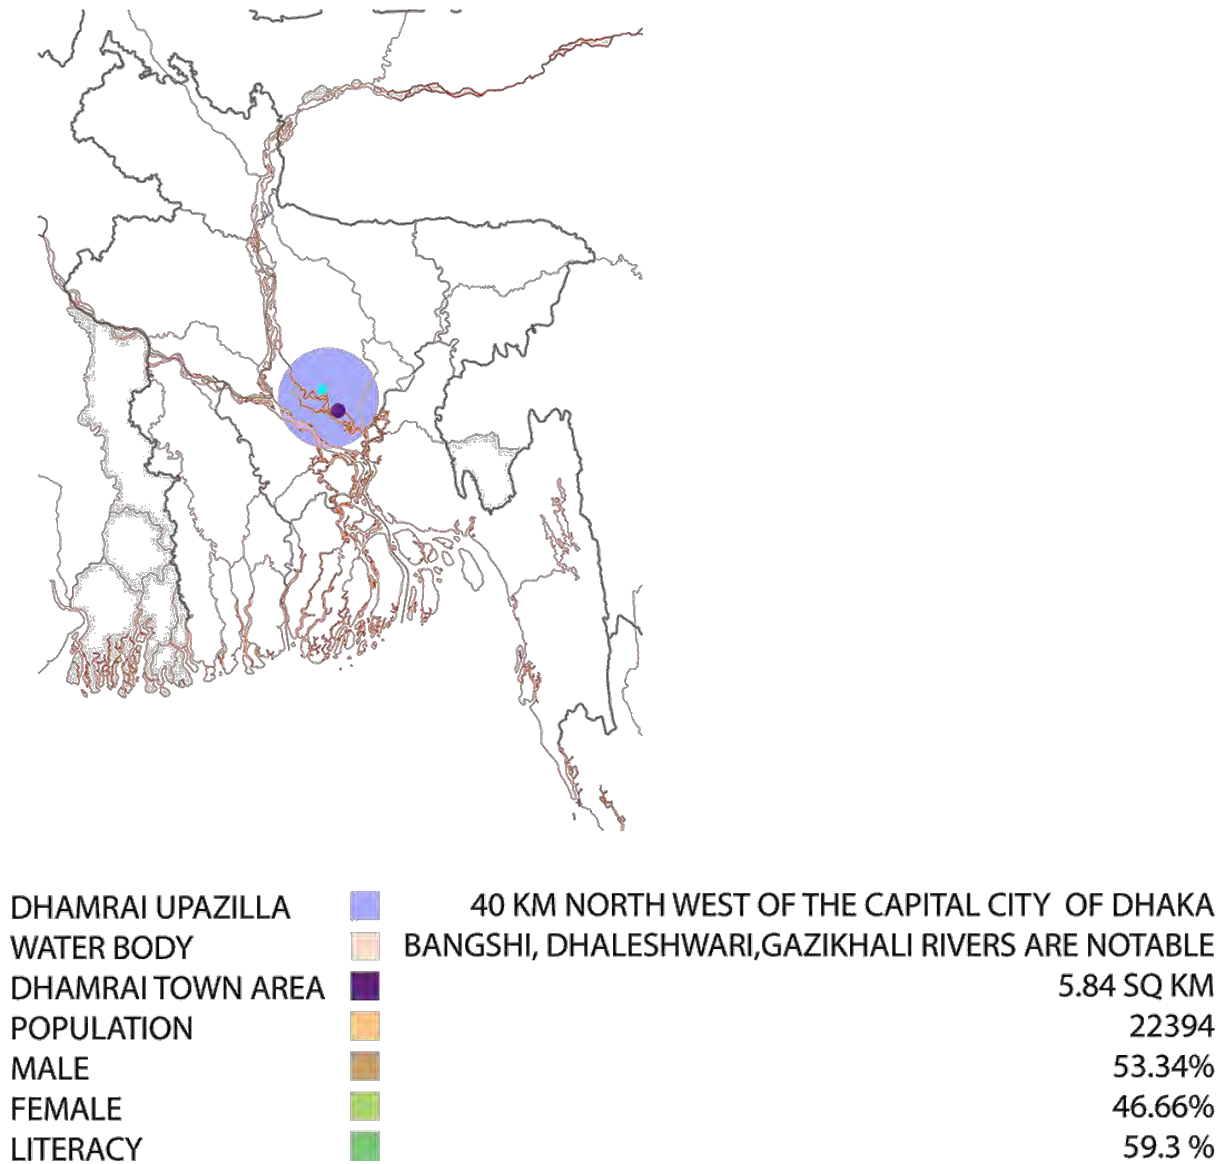 DHAMRAI UPAZILLA 40 KM NORTH WEST OF THE CAPITAL CITY OF DHAKA
WATER BODY BANGSHI, DHALESHWARI,GAZIKHALI RIVERS ARE NOTABLE
DHAMRAI TOWN AREA 5.84 SQ KM
POPULATION 22394
MALE 53.34%
FEMALE 46.66%
LITERACY 59.3 %